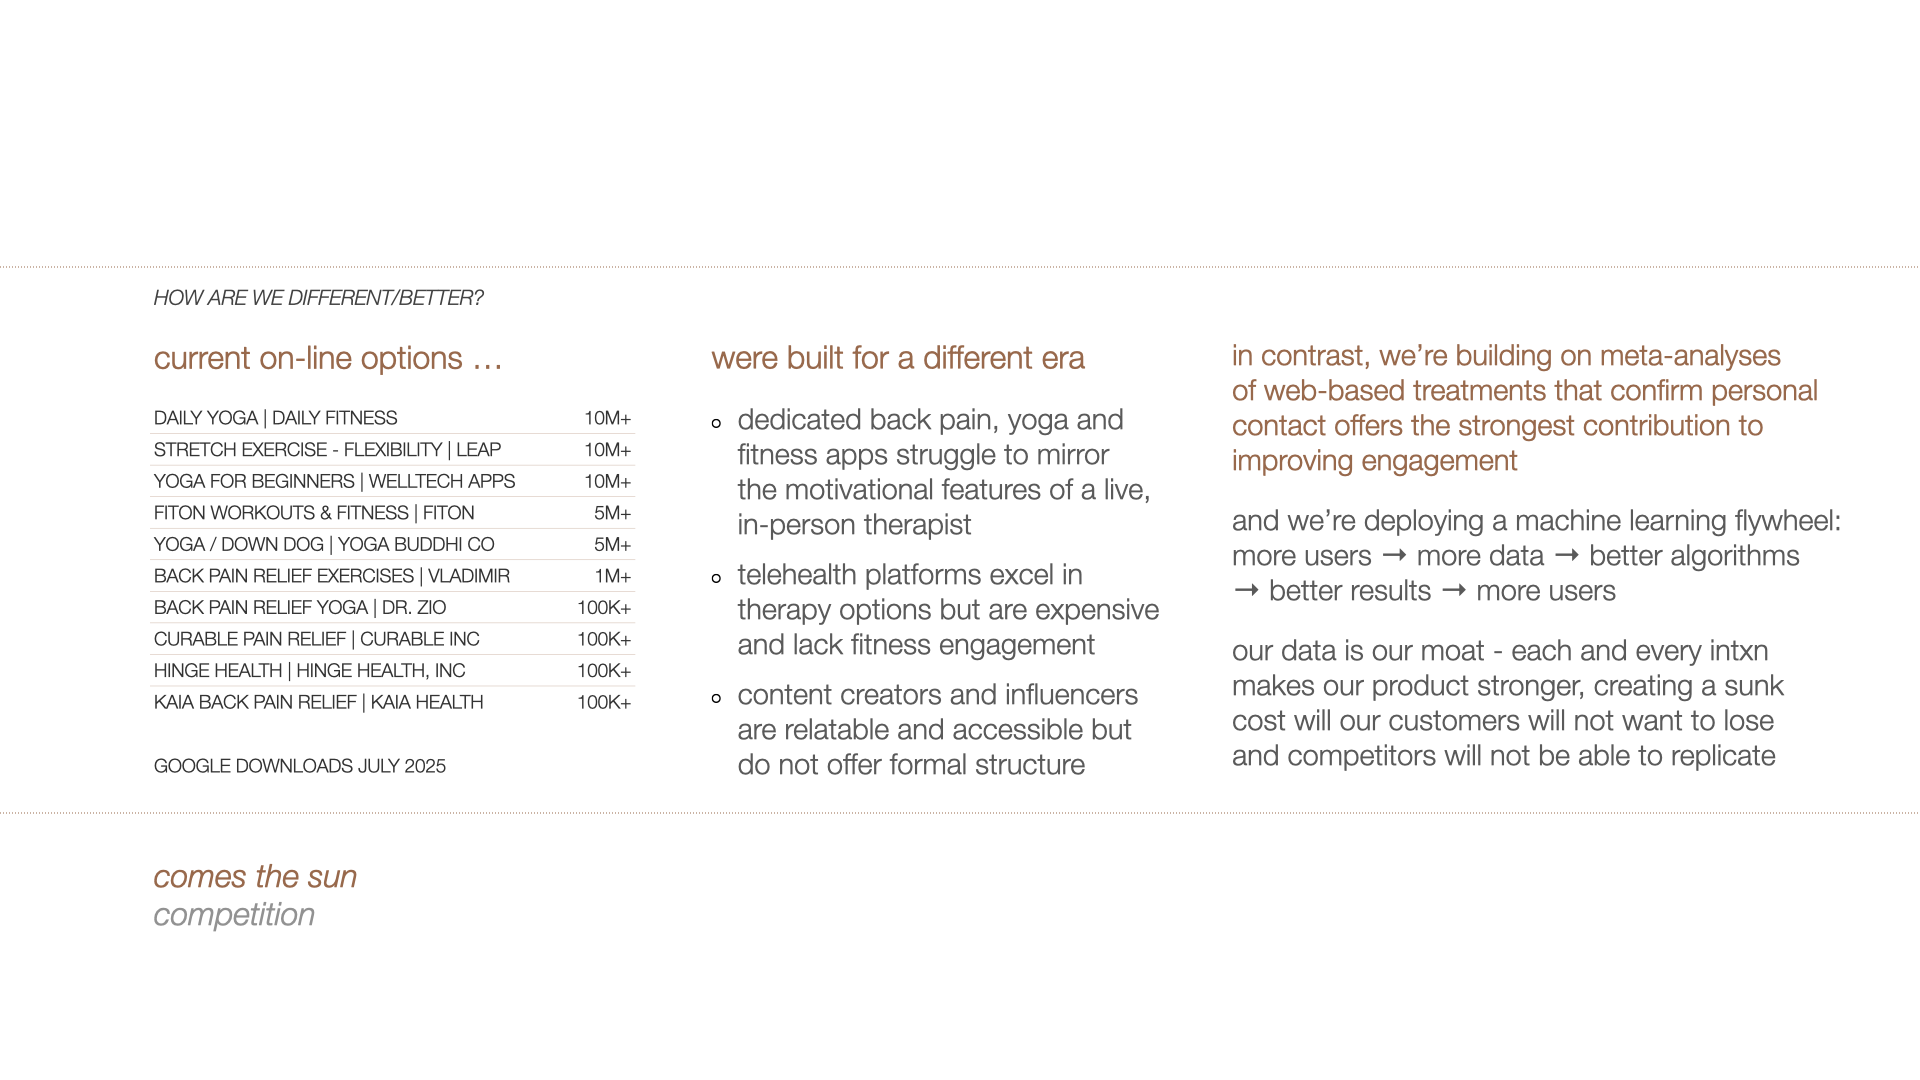 HOW ARE WE DIFFERENT/BETTER?
current on-line options …
DAILY YOGA | DAILY FITNESS 10M+
STRETCH EXERCISE - FLEXIBILITY | LEAP 10M+
YOGA FOR BEGINNERS | WELLTECH APPS 10M+
FITON WORKOUTS & FITNESS | FITON 5M+
YOGA / DOWN DOG | YOGA BUDDHI CO 5M+
BACK PAIN RELIEF EXERCISES | VLADIMIR 1M+
BACK PAIN RELIEF YOGA | DR. ZIO 100K+
CURABLE PAIN RELIEF | CURABLE INC 100K+
HINGE HEALTH | HINGE HEALTH, INC 100K+
KAIA BACK PAIN RELIEF | KAIA HEALTH 100K+
GOOGLE DOWNLOADS JULY 2025
were built for a different era
dedicated back pain, yoga and
fitness apps struggle to mirror
the motivational features of a live,
in-person therapist
telehealth platforms excel in
therapy options but are expensive
and lack fitness engagement
content creators and influencers
are relatable and accessible but
do not offer formal structure
in contrast, we’re building on meta-analyses
of web-based treatments that confirm personal
contact offers the strongest contribution to
improving engagement
and we’re deploying a machine learning flywheel:
more users → more data → better algorithms
→ better results → more users
our data is our moat - each and every intxn
makes our product stronger, creating a sunk
cost will our customers will not want to lose
and competitors will not be able to replicate
comes the sun
competition